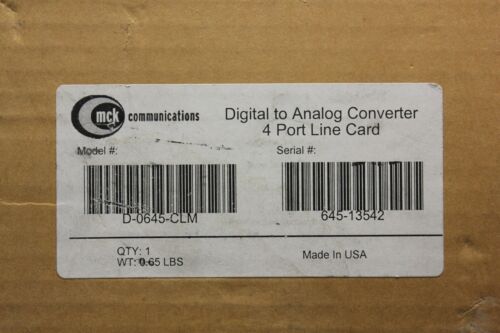 mck communications
Digital to Analog Converter
4 Port Line Card
Model #:
Serial #:
D-0645-CLM
645-13542
QTY: 1
WT: 0.65 LBS
Made In USA